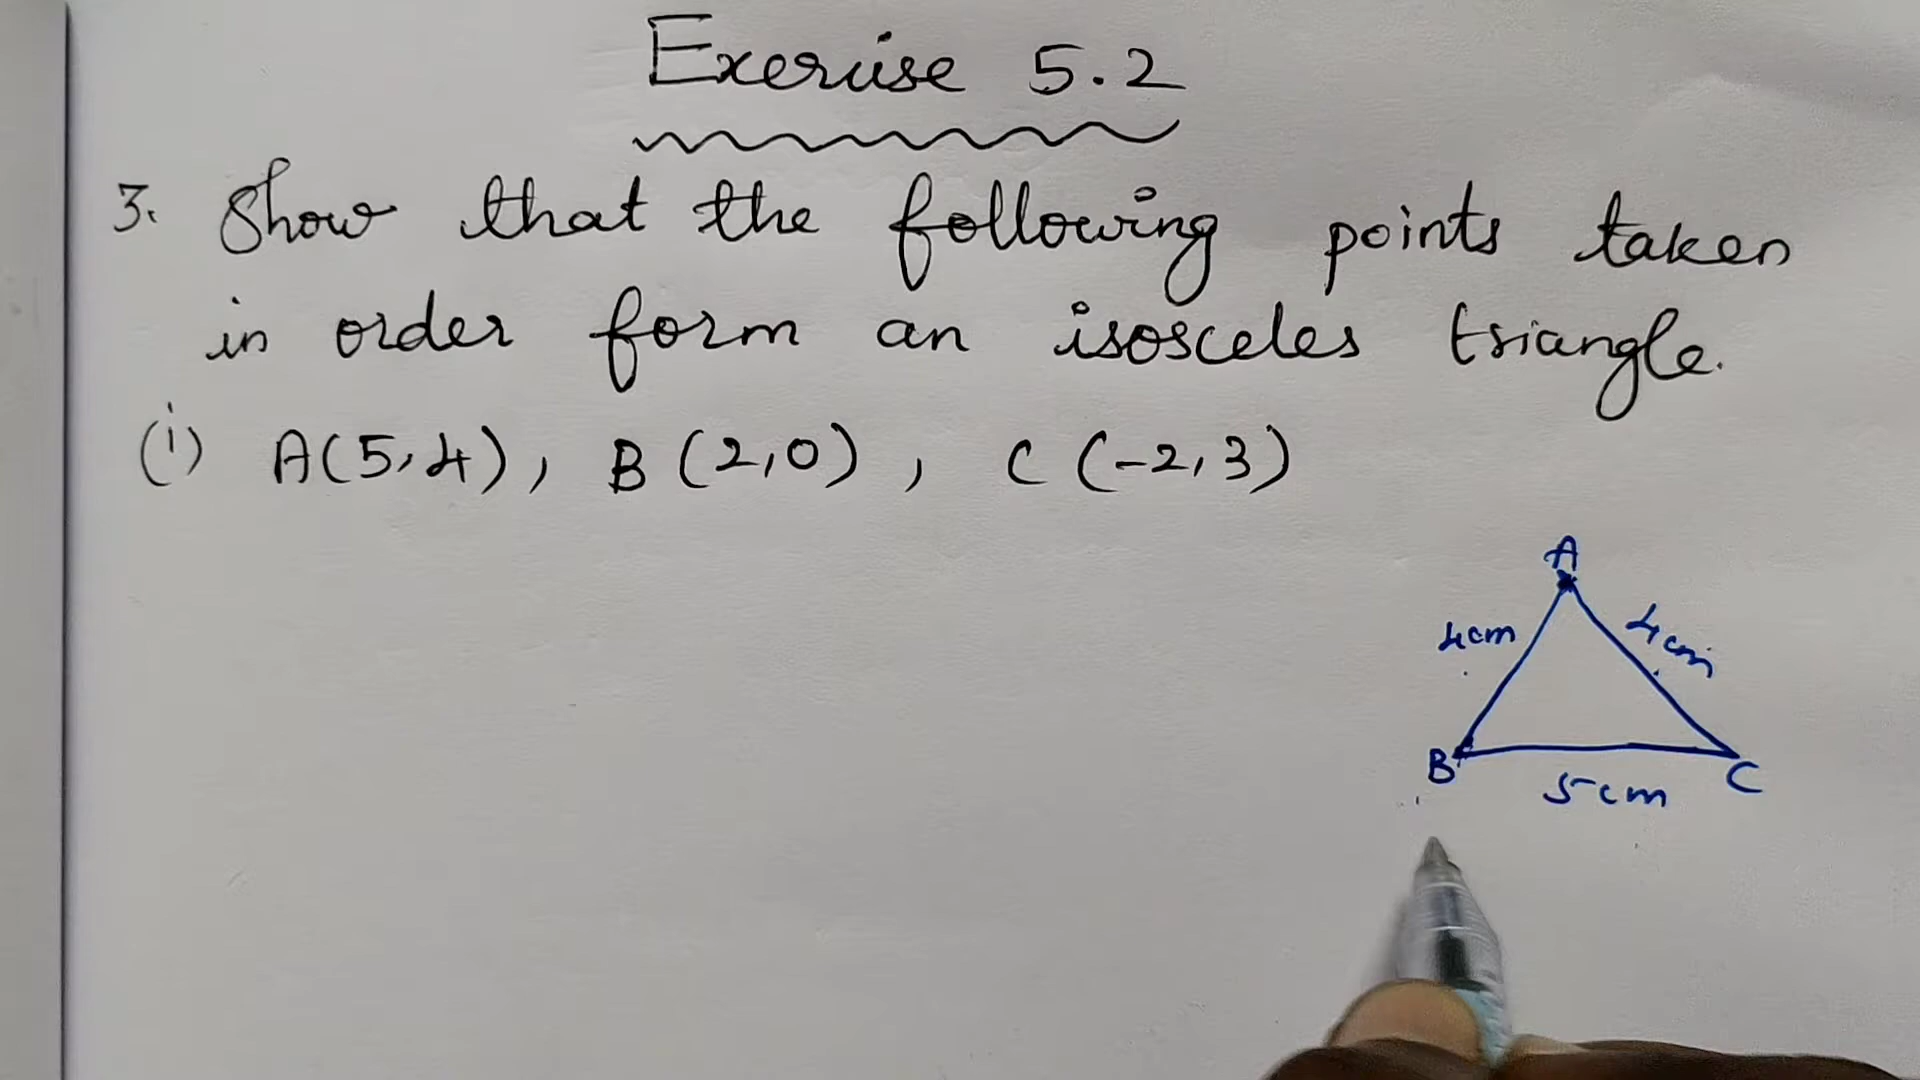 Exercise 5.2
3. Show that the following points taken
in order form an isosceles triangle.
(i) A(5,4), B(2,0), C(-2,3)
A
4cm
4cm
B
C
5cm